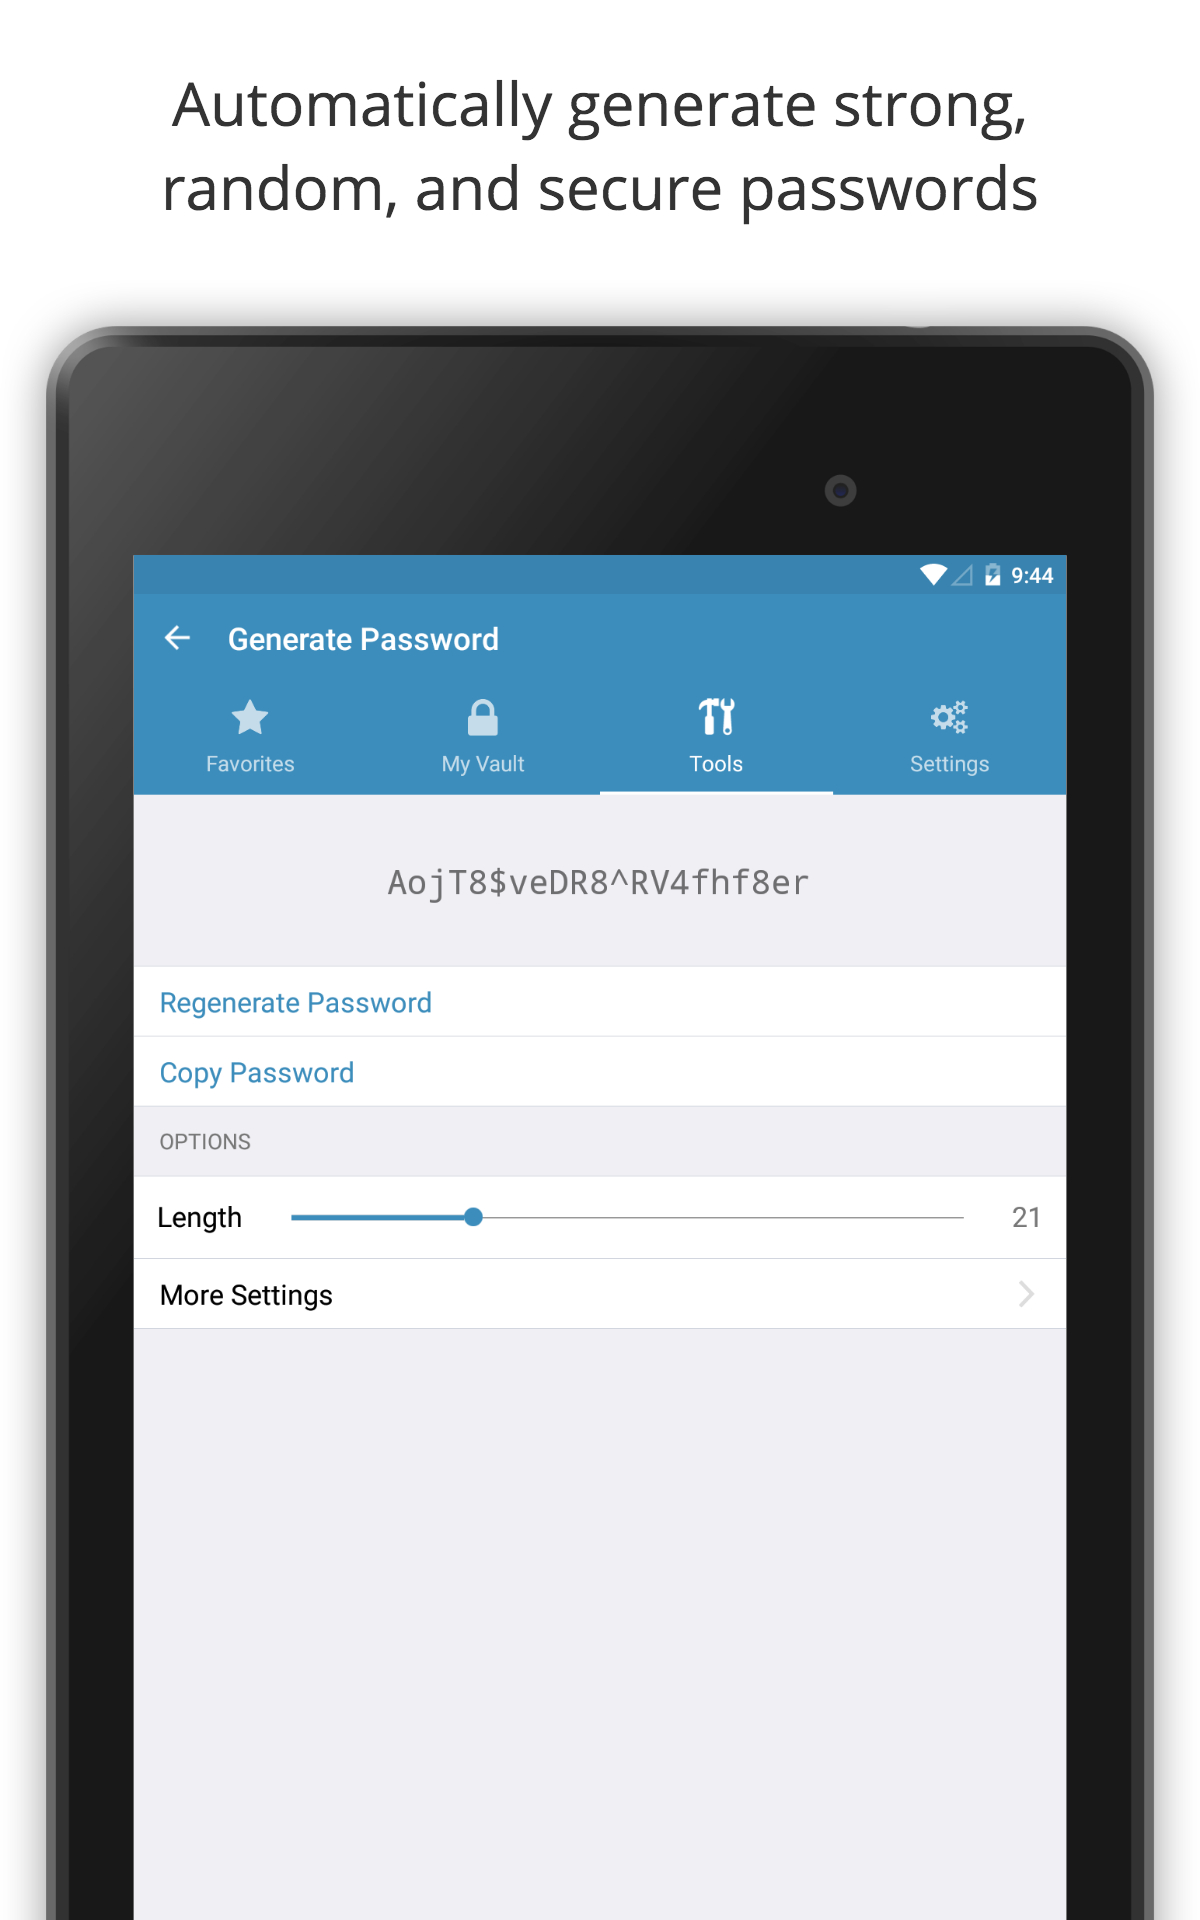 Automatically generate strong,
random, and secure passwords
9:44
Generate Password
Favorites
My Vault
Tools
Settings
AojT8$veDR8^RV4fhf8er
Regenerate Password
Copy Password
OPTIONS
Length
21
More Settings